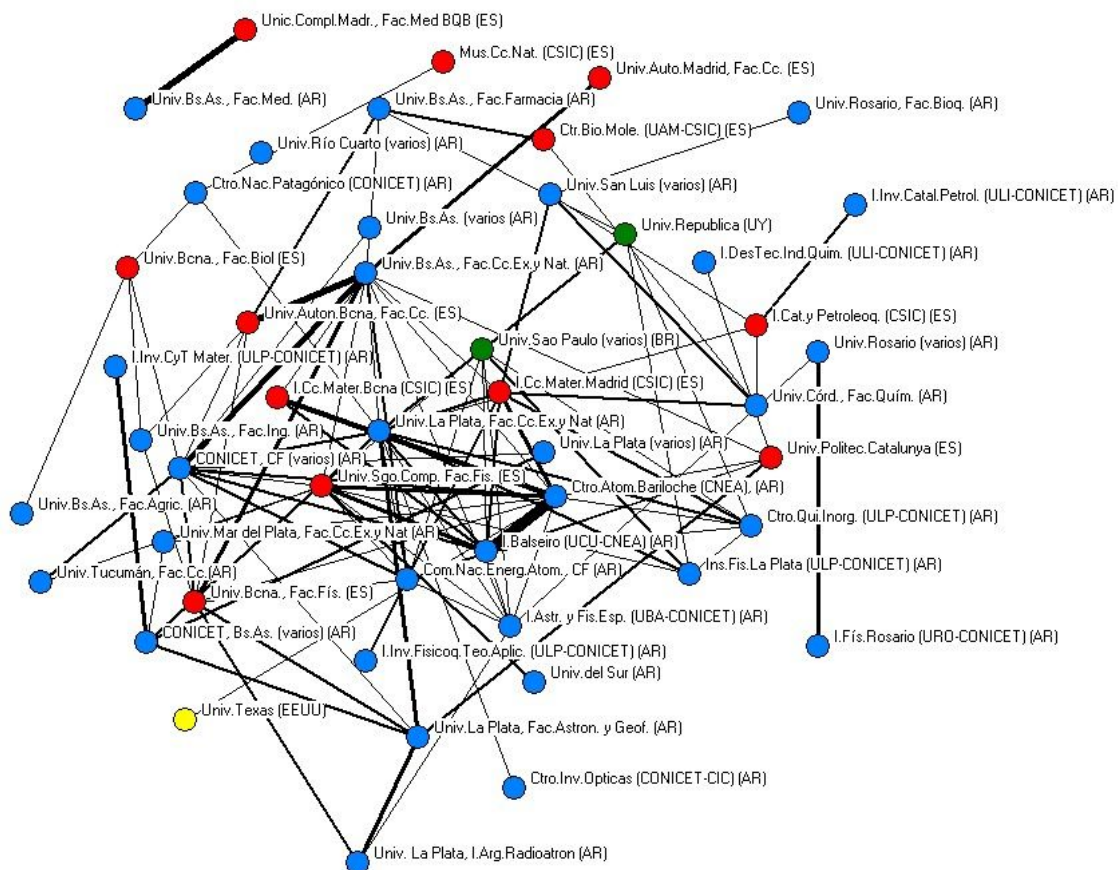 Unic.Compl.Madr., Fac.Med BQB (ES)
Mus.Cc.Nat. (CSIC) (ES)
Univ.Auto.Madrid, Fac.Cc. (ES)
Univ.Bs.As., Fac.Med. (AR)
Univ.Bs.As., Fac.Farmacia (AR)
Univ.Rosario, Fac.Bioq. (AR)
Ctr.Bio.Mole. (UAM-CSIC) (ES)
Univ.Río Cuarto (varios) (AR)
Ctro.Nac.Patagónico (CONICET) (AR)
Univ.San Luis (varios) (AR)
I.Inv.Catal.Petrol. (ULI-CONICET) (AR)
Univ.Bs.As. (varios (AR)
Univ.Republica (UY)
Univ.Bcna., Fac.Biol (ES)
Univ.Bs.As., Fac.Cc.Ex.y Nat. (AR)
I.DesTec.Ind.Quim. (ULI-CONICET) (AR)
Univ.Auton.Bcna, Fac.Cc. (ES)
I.Cat.y Petroleoq. (CSIC) (ES)
Univ.Sao Paulo (varios) (BR)
Univ.Rosario (varios) (AR)
I.Inv.CyT Mater. (ULP-CONICET) (AR)
I.Cc.Mater.Bcna (CSIC) (ES)
I.Cc.Mater.Madrid (CSIC) (ES)
Univ.Córd., Fac.Quím. (AR)
Univ.La Plata, Fac.Cc.Ex.y Nat (AR)
Univ.Bs.As., Fac.Ing. (AR)
Univ.La Plata (varios) (AR)
Univ.Politec.Catalunya (ES)
CONICET, CF (varios) (AR)
Univ.Sgo.Comp. Fac.Fis. (ES)
Ctro.Atom.Bariloche (CNEA), (AR)
Univ.Bs.As., Fac.Agric. (AR)
Ctro.Qui.Inorg. (ULP-CONICET) (AR)
Univ.Mar del Plata, Fac.Cc.Ex.y Nat (AR)
I.Balseiro (UCU-CNEA) (AR)
Univ.Tucumán, Fac.Cc.(AR)
Com.Nac.Energ.Atom., CF (AR)
Ins.Fis.La Plata (ULP-CONICET) (AR)
Univ.Bcna., Fac.Fís. (ES)
I.Astr. y Fis.Esp. (UBA-CONICET) (AR)
CONICET, Bs.As. (varios) (AR)
I.Fís.Rosario (URO-CONICET) (AR)
I.Inv.Fisicoq.Teo.Aplic. (ULP-CONICET) (AR)
Univ.del Sur (AR)
Univ.Texas (EEUU)
Univ.La Plata, Fac.Astron. y Geof. (AR)
Ctro.Inv.Opticas (CONICET-CIC) (AR)
Univ. La Plata, I.Arg.Radioatron (AR)